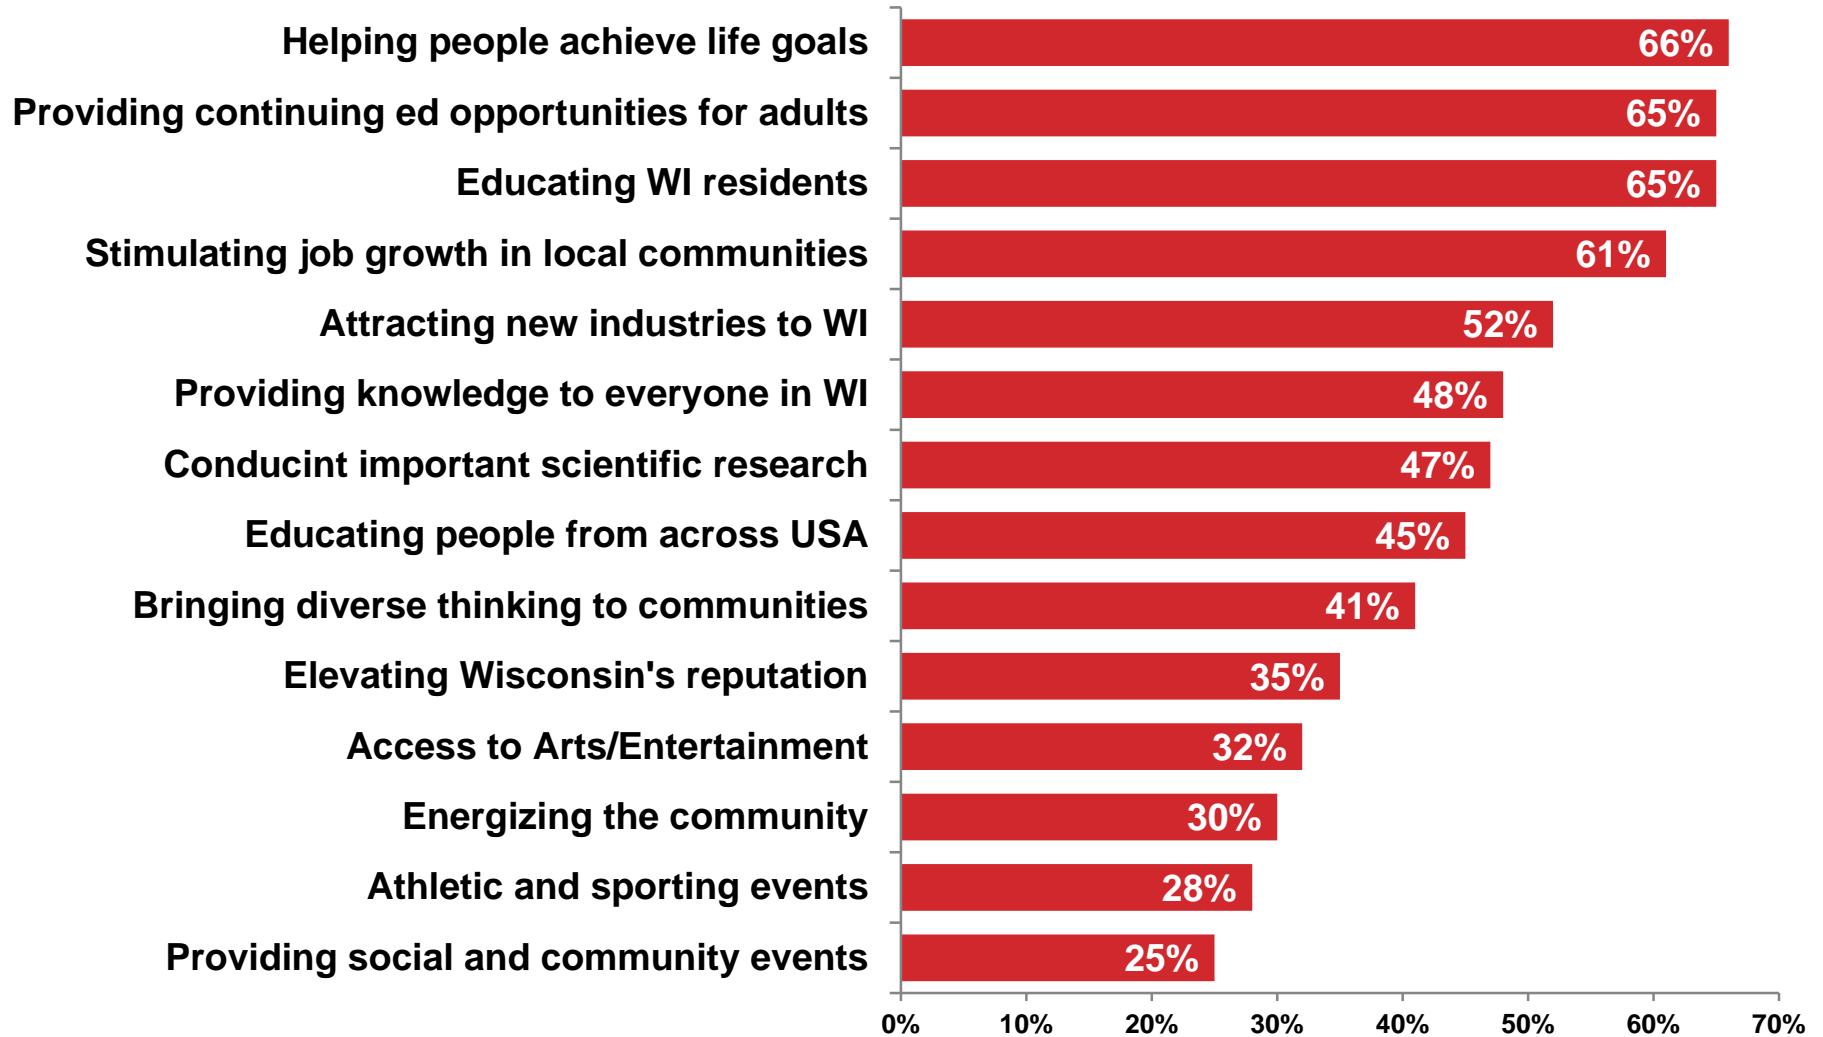 Helping people achieve life goals 66%
Providing continuing ed opportunities for adults 65%
Educating WI residents 65%
Stimulating job growth in local communities 61%
Attracting new industries to WI 52%
Providing knowledge to everyone in WI 48%
Conducint important scientific research 47%
Educating people from across USA 45%
Bringing diverse thinking to communities 41%
Elevating Wisconsin's reputation 35%
Access to Arts/Entertainment 32%
Energizing the community 30%
Athletic and sporting events 28%
Providing social and community events 25%
0% 10% 20% 30% 40% 50% 60% 70%